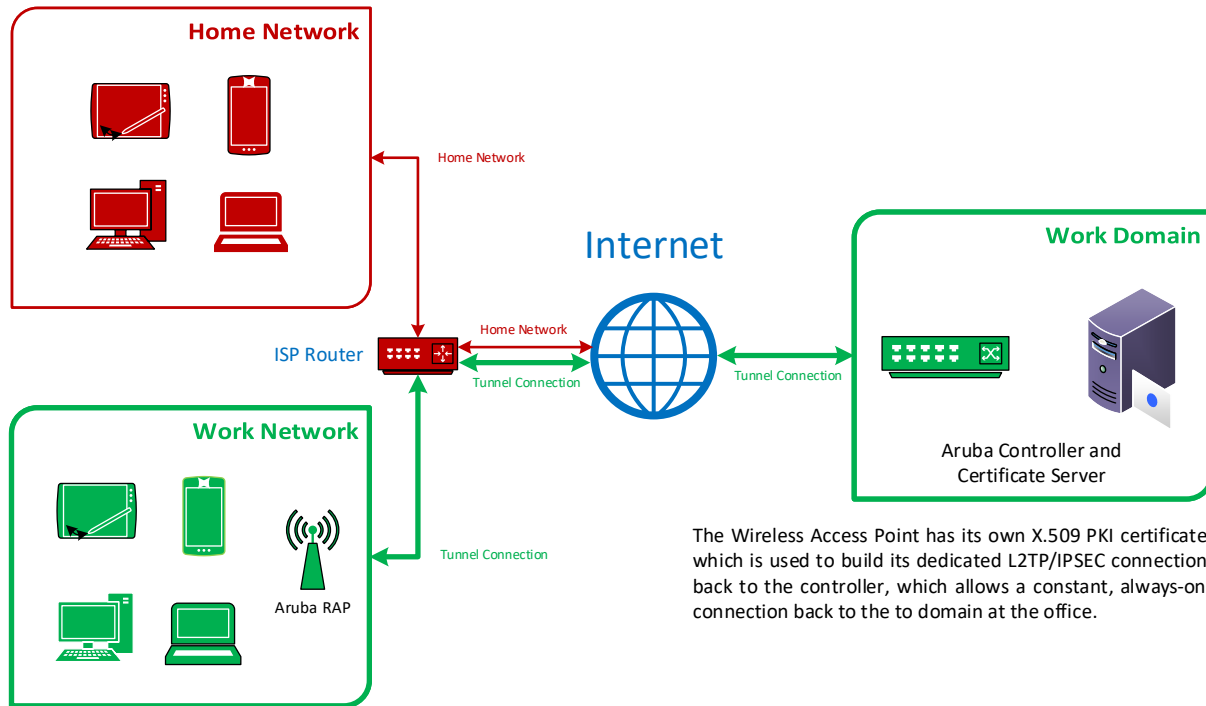 Home Network
Home Network
Internet
Work Domain
ISP Router
Home Network
Tunnel Connection
Tunnel Connection
Aruba Controller and
Certificate Server
Work Network
Aruba RAP
Tunnel Connection
The Wireless Access Point has its own X.509 PKI certificate
which is used to build its dedicated L2TP/IPSEC connection
back to the controller, which allows a constant, always-on
connection back to the to domain at the office.